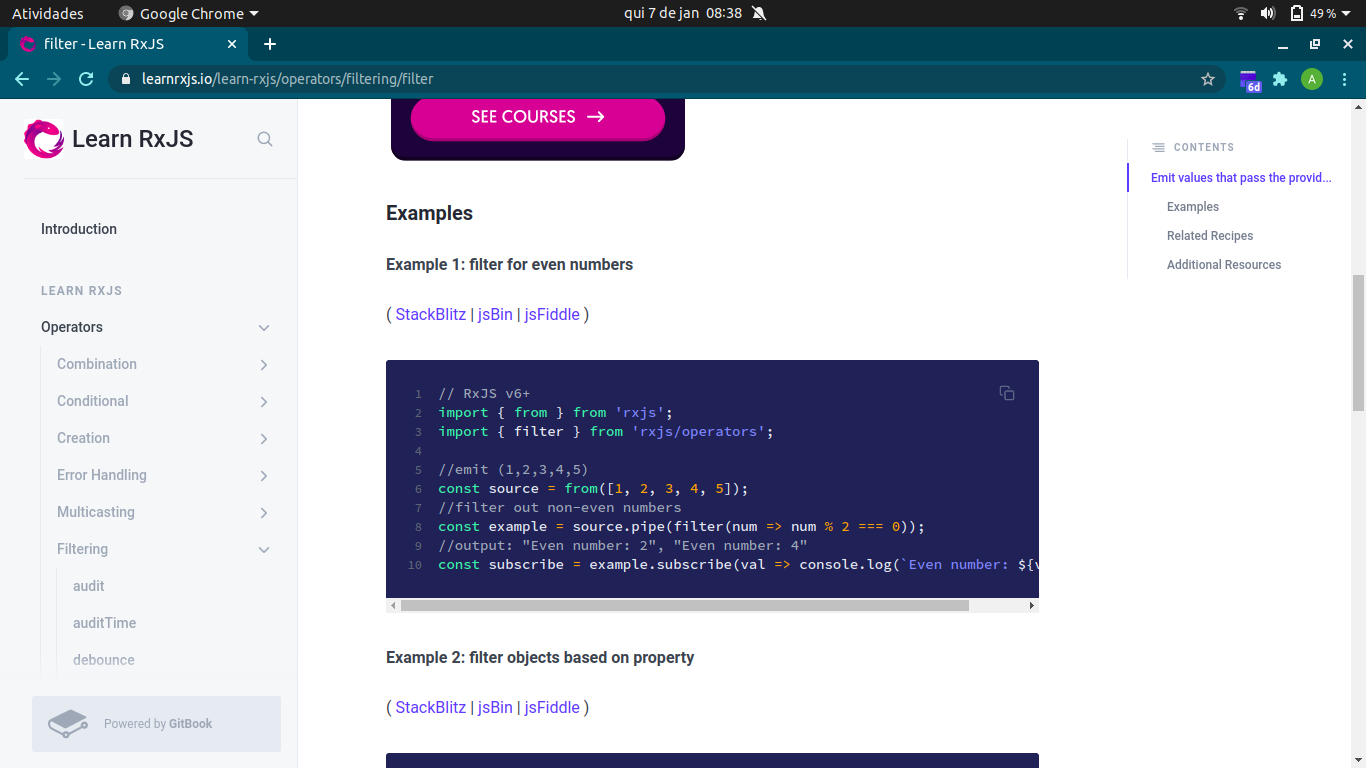 Atividades Google Chrome qui 7 de jan 08:38 49 %
filter - Learn RxJS
learnrxjs.io/learn-rxjs/operators/filtering/filter 6d A
Learn RxJS
Introduction
LEARN RXJS
Operators
Combination
Conditional
Creation
Error Handling
Multicasting
Filtering
audit
auditTime
debounce
Powered by GitBook
SEE COURSES →
Examples
Example 1: filter for even numbers
( StackBlitz | jsBin | jsFiddle )
1 // RxJS v6+
2 import { from } from 'rxjs';
3 import { filter } from 'rxjs/operators';
4
5 //emit (1,2,3,4,5)
6 const source = from([1, 2, 3, 4, 5]);
7 //filter out non-even numbers
8 const example = source.pipe(filter(num => num % 2 === 0));
9 //output: "Even number: 2", "Even number: 4"
10 const subscribe = example.subscribe(val => console.log(`Even number: ${v
Example 2: filter objects based on property
( StackBlitz | jsBin | jsFiddle )
CONTENTS
Emit values that pass the provid...
Examples
Related Recipes
Additional Resources